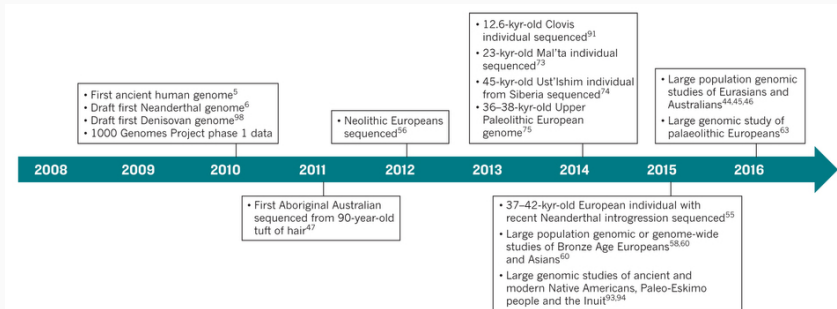 • First ancient human genome⁵
• Draft first Neanderthal genome⁶
• Draft first Denisovan genome⁹⁸
• 1000 Genomes Project phase 1 data
• Neolithic Europeans
sequenced⁵⁶
• 12.6-kyr-old Clovis
individual sequenced⁹¹
• 23-kyr-old Mal'ta individual
sequenced⁷³
• 45-kyr-old Ust'Ishim individual
from Siberia sequenced⁷⁴
• 36–38-kyr-old Upper
Paleolithic European
genome⁷⁵
• Large population genomic
studies of Eurasians and
Australians⁴⁴,⁴⁵,⁴⁶
• Large genomic study of
palaeolithic Europeans⁶³
2008 2009 2010 2011 2012 2013 2014 2015 2016
• First Aboriginal Australian
sequenced from 90-year-old
tuft of hair⁴⁷
• 37–42-kyr-old European individual with
recent Neanderthal introgression sequenced⁵⁵
• Large population genomic or genome-wide
studies of Bronze Age Europeans⁵⁸,⁶⁰
and Asians⁶⁰
• Large genomic studies of ancient and
modern Native Americans, Paleo-Eskimo
people and the Inuit⁹³,⁹⁴